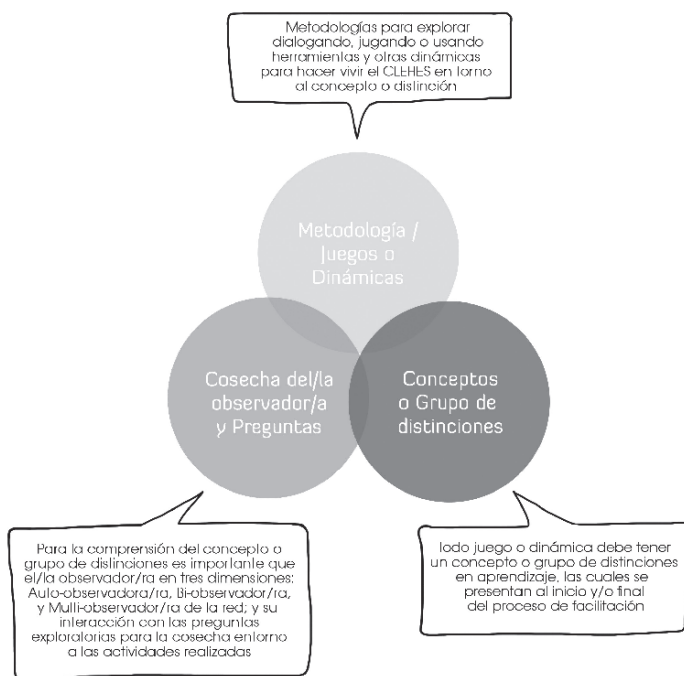 Metodologías para explorar
dialogando, jugando o usando
herramientas y otras dinámicas
para hacer vivir el CLEHES en torno
al concepto o distinción
Metodología /
Juegos o
Dinámicas
Cosecha del/la
observador/a
y Preguntas
Conceptos
o Grupo de
distinciones
Para la comprensión del concepto o
grupo de distinciones es importante que
el/la observador/ra en tres dimensiones:
Auto-observadora/ra, Bi-observador/ra,
y Multi-observador/ra de la red; y su
interacción con las preguntas
exploratorias para la cosecha entorno
a las actividades realizadas
Todo juego o dinámica debe tener
un concepto o grupo de distinciones
en aprendizaje, las cuales se
presentan al inicio y/o final
del proceso de facilitación